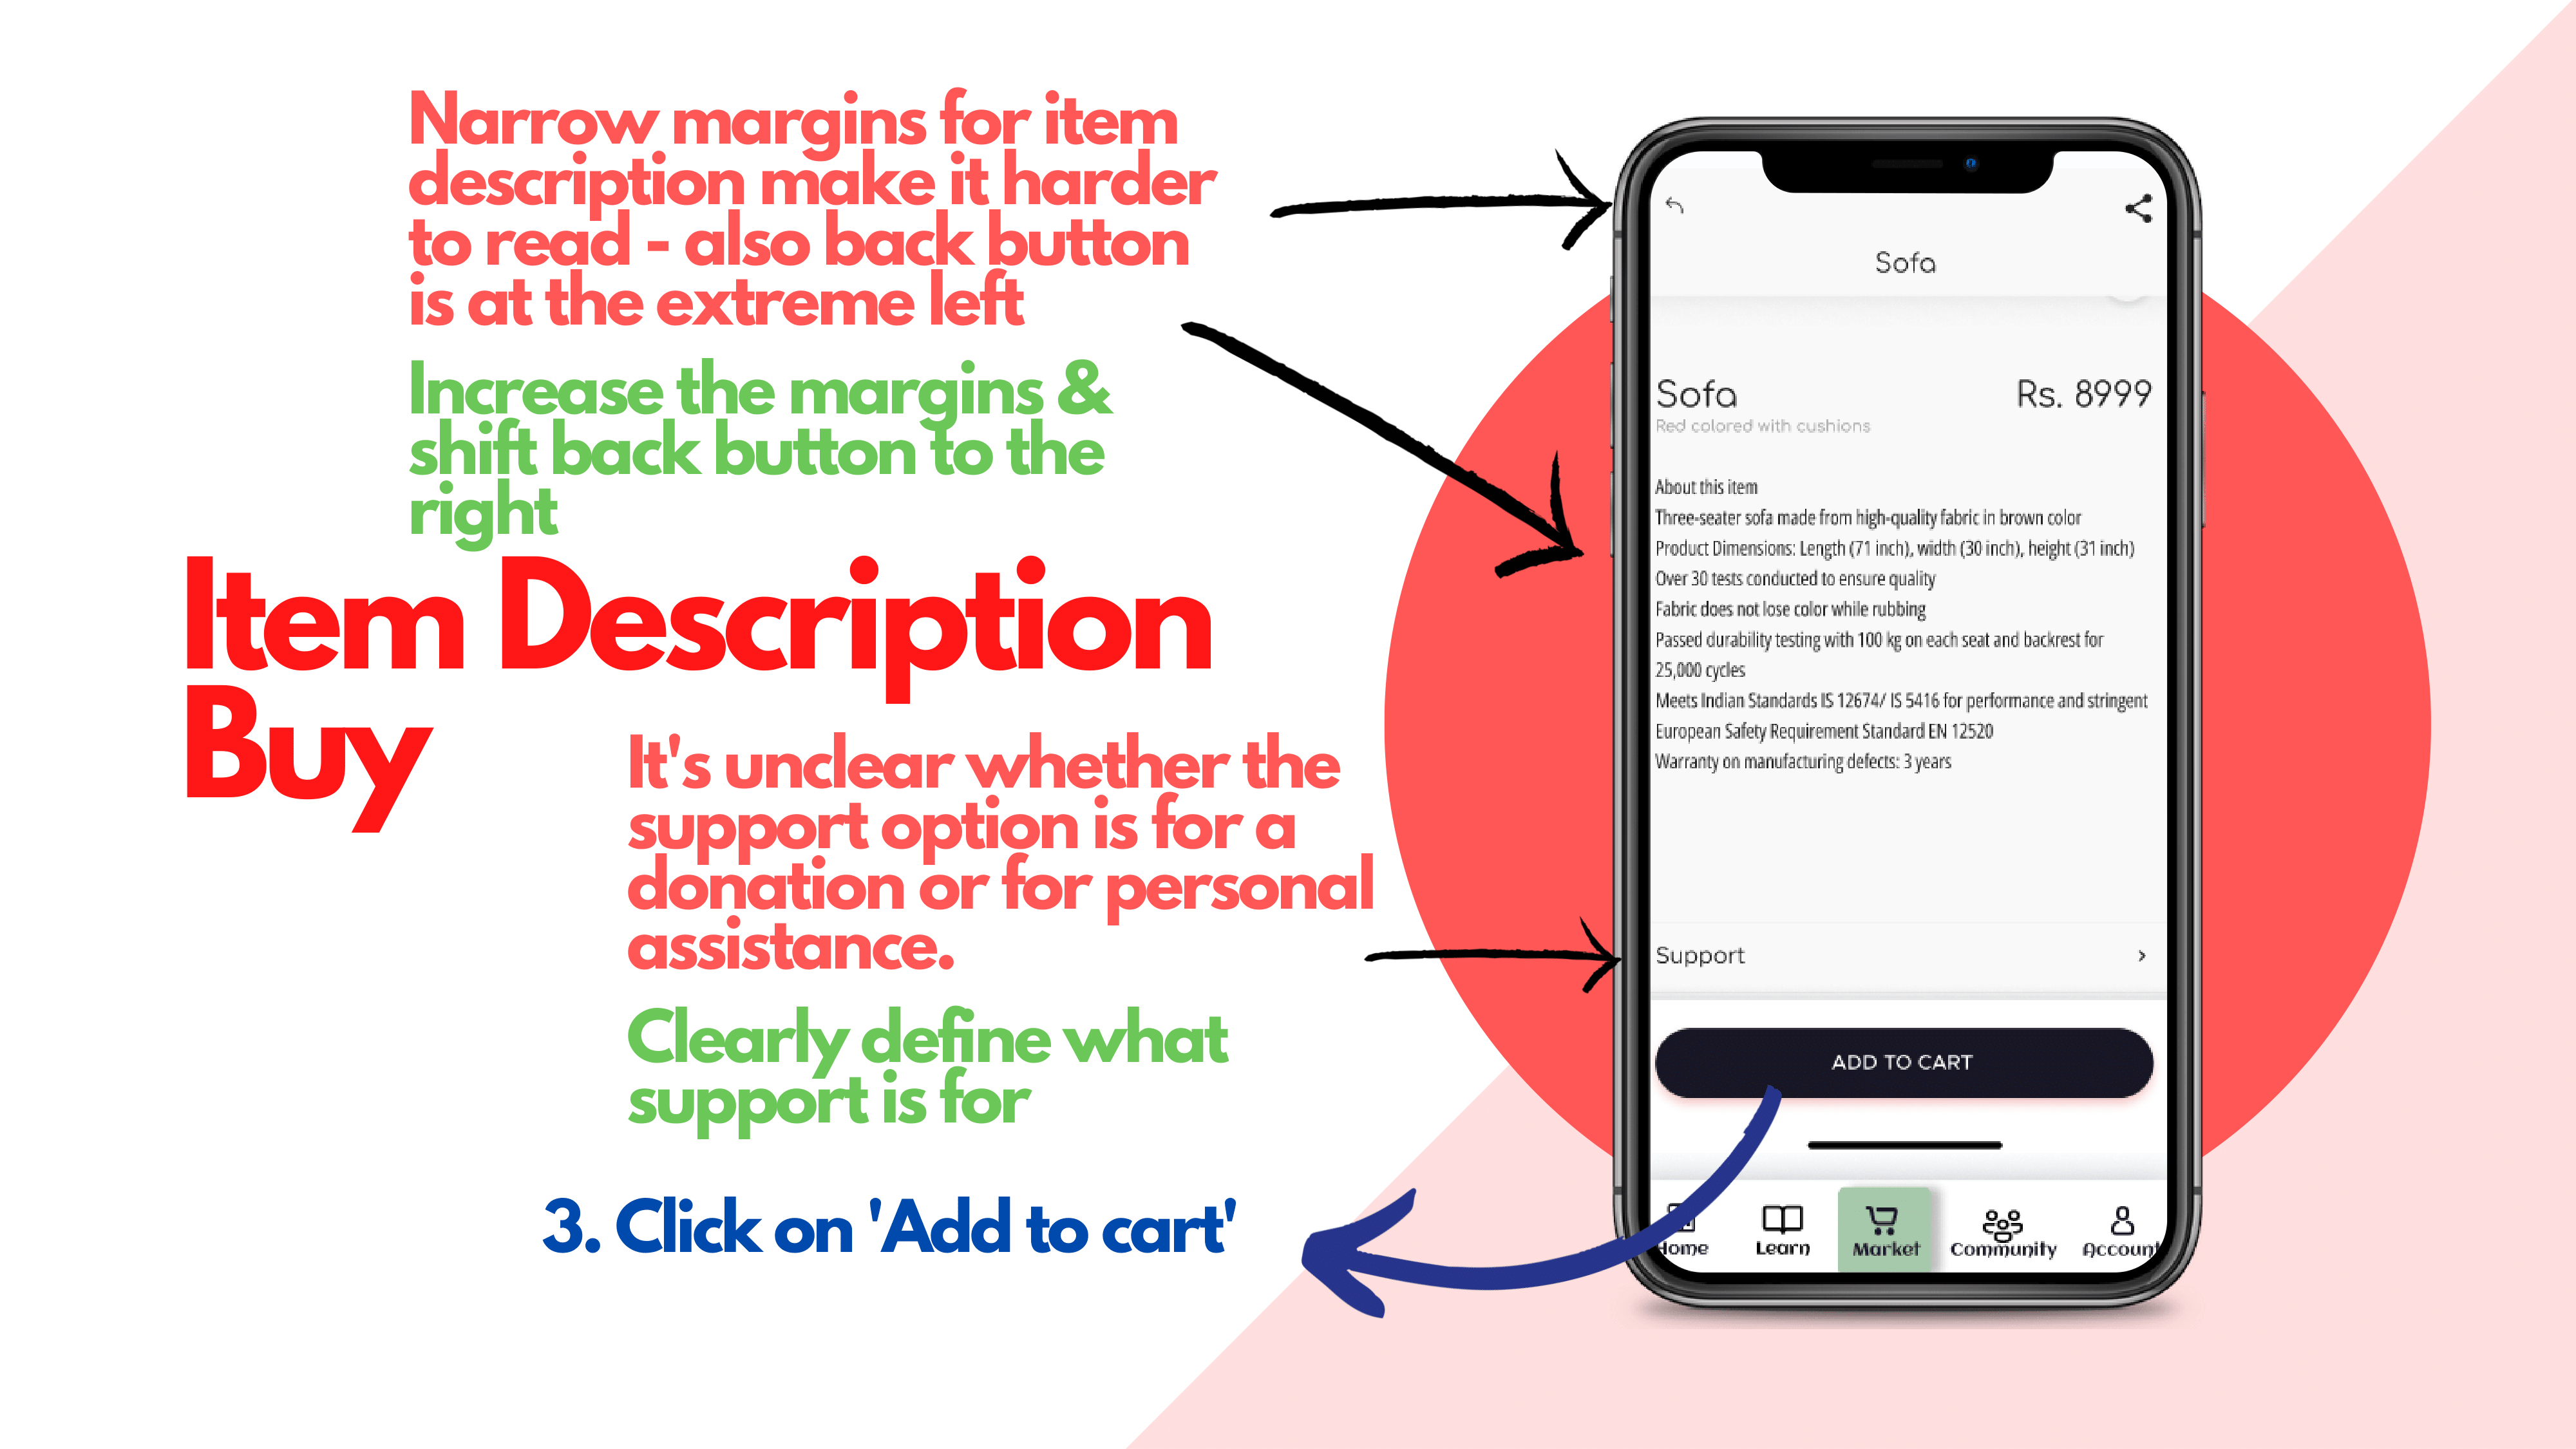 Narrow margins for item
description make it harder
to read - also back button
is at the extreme left
Increase the margins &
shift back button to the
right
Item Description
Buy
It's unclear whether the
support option is for a
donation or for personal
assistance.
Clearly define what
support is for
3. Click on 'Add to cart'
Sofa
Sofa Rs. 8999
Red colored with cushions
About this item
Three-seater sofa made from high-quality fabric in brown color
Product Dimensions: Length (71 inch), width (30 inch), height (31 inch)
Over 30 tests conducted to ensure quality
Fabric does not lose color while rubbing
Passed durability testing with 100 kg on each seat and backrest for
25,000 cycles
Meets Indian Standards IS 12674/ IS 5416 for performance and stringent
European Safety Requirement Standard EN 12520
Warranty on manufacturing defects: 3 years
Support
ADD TO CART
Home Learn Market Community Account